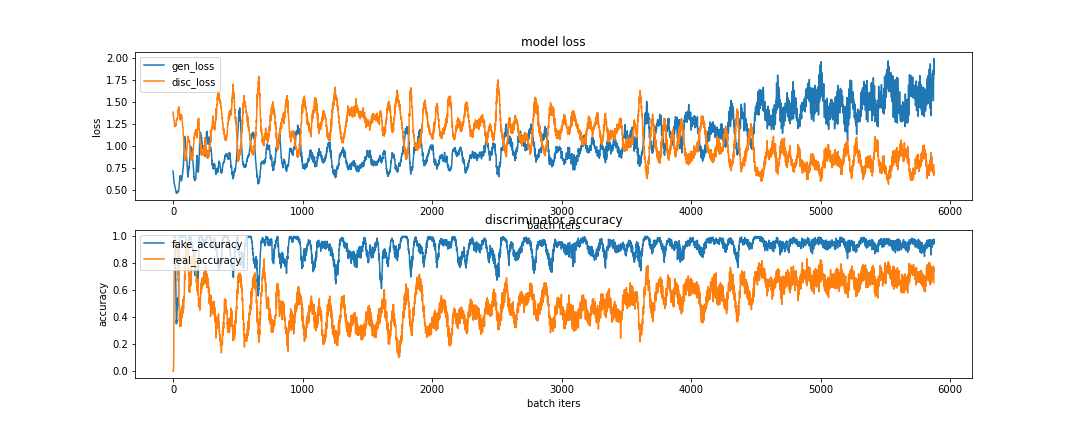 model loss
2.00
1.75
1.50
1.25
1.00
0.75
0.50
loss
gen_loss
disc_loss
0 1000 2000 3000 4000 5000 6000
batch iters
discriminator accuracy
1.0
0.8
0.6
0.4
0.2
0.0
accuracy
fake_accuracy
real_accuracy
0 1000 2000 3000 4000 5000 6000
batch iters